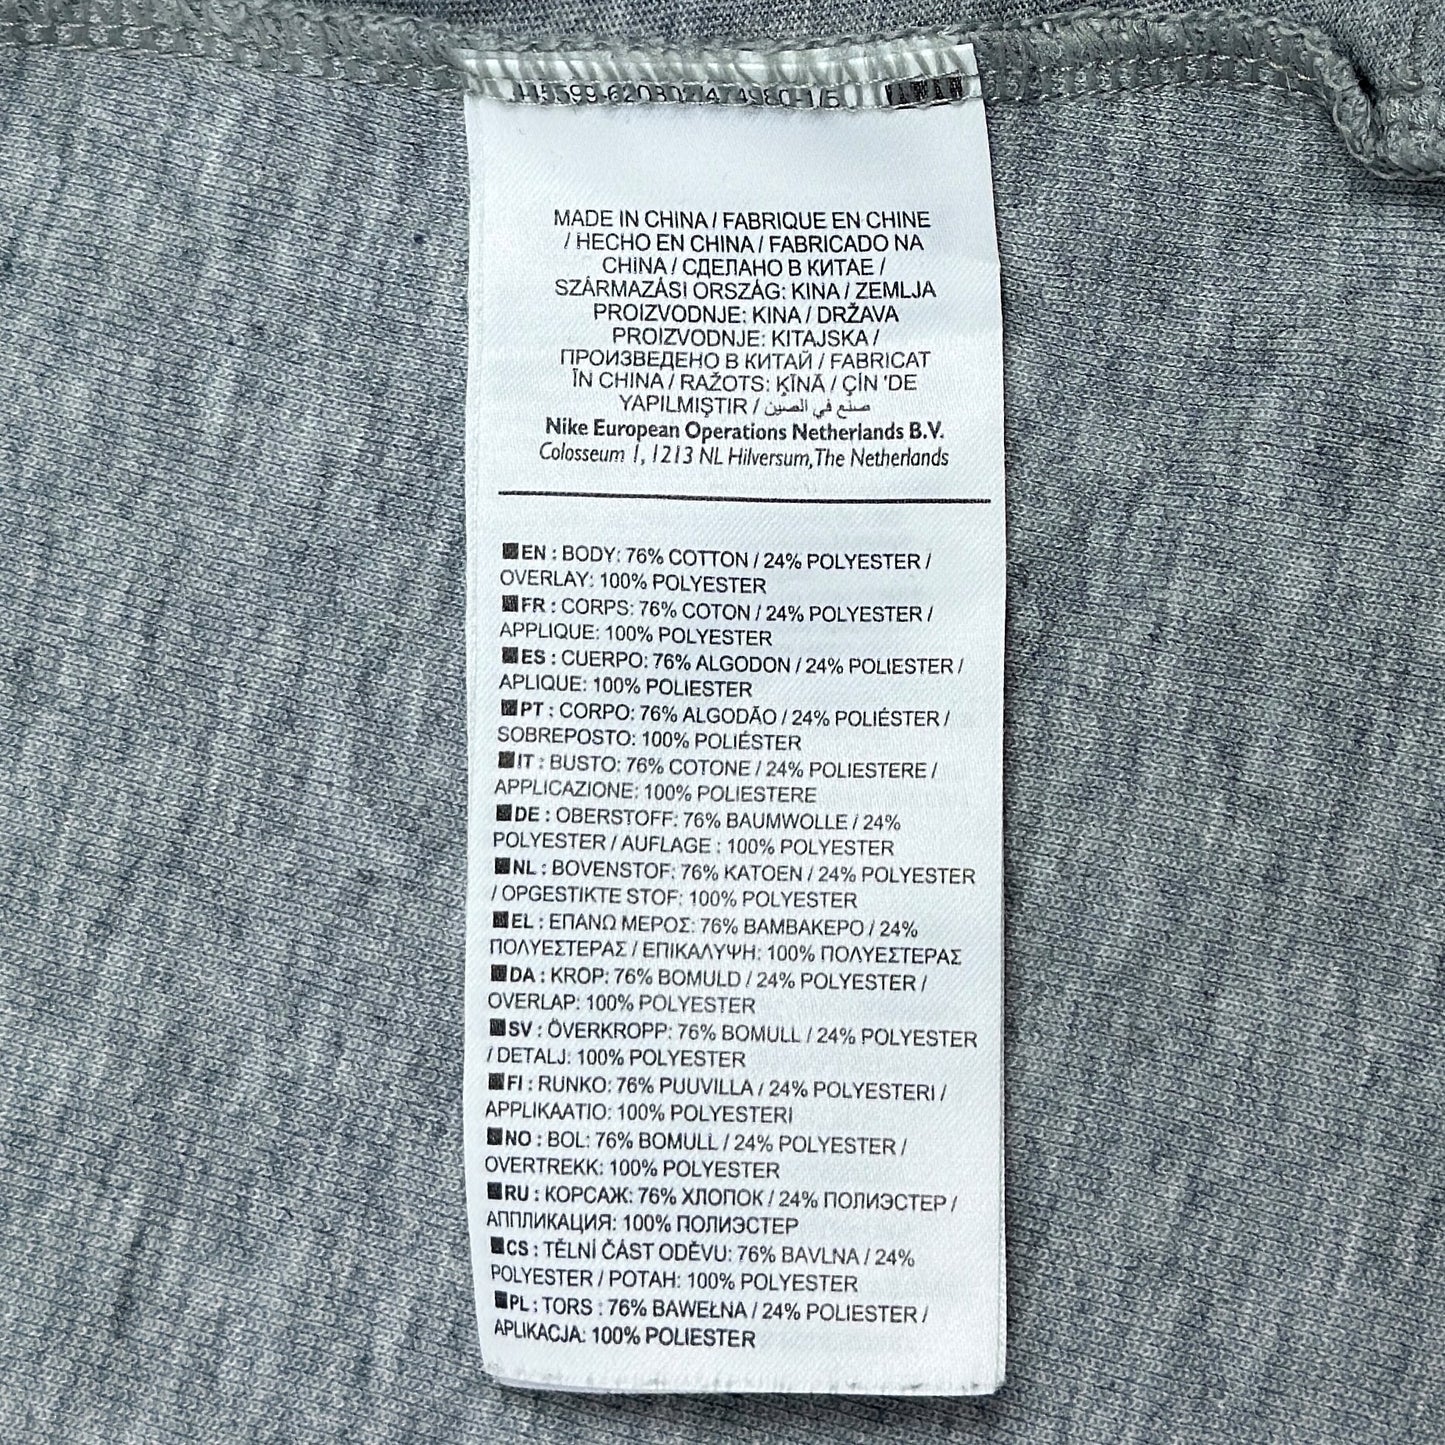 MADE IN CHINA / FABRIQUE EN CHINE
/ HECHO EN CHINA / FABRICADO NA
CHINA / СДЕЛАНО В КИТАЕ /
SZÁRMAZÁSI ORSZÁG: KINA / ZEMLJA
PROIZVODNJE: KINA / DRŽAVA
PROIZVODNJE: KITAJSKA /
ПРОИЗВЕДЕНО В КИТАЙ / FABRICAT
ÎN CHINA / RAŽOTS: ĶĪNĀ / ÇİN 'DE
YAPILMIŞTIR / صنع في الصين
Nike European Operations Netherlands B.V.
Colosseum 1, 1213 NL Hilversum, The Netherlands
EN : BODY: 76% COTTON / 24% POLYESTER /
OVERLAY: 100% POLYESTER
FR : CORPS: 76% COTON / 24% POLYESTER /
APPLIQUE: 100% POLYESTER
ES : CUERPO: 76% ALGODON / 24% POLIESTER /
APLIQUE: 100% POLIESTER
PT : CORPO: 76% ALGODÃO / 24% POLIÉSTER /
SOBREPOSTO: 100% POLIÉSTER
IT : BUSTO: 76% COTONE / 24% POLIESTERE /
APPLICAZIONE: 100% POLIESTERE
DE : OBERSTOFF: 76% BAUMWOLLE / 24%
POLYESTER / AUFLAGE : 100% POLYESTER
NL : BOVENSTOF: 76% KATOEN / 24% POLYESTER
/ OPGESTIKTE STOF: 100% POLYESTER
EL : ΕΠΑΝΩ ΜΕΡΟΣ: 76% ΒΑΜΒΑΚΕΡΟ / 24%
ΠΟΛΥΕΣΤΕΡΑΣ / ΕΠΙΚΑΛΥΨΗ: 100% ΠΟΛΥΕΣΤΕΡΑΣ
DA : KROP: 76% BOMULD / 24% POLYESTER /
OVERLAP: 100% POLYESTER
SV : ÖVERKROPP: 76% BOMULL / 24% POLYESTER
/ DETALJ: 100% POLYESTER
FI : RUNKO: 76% PUUVILLA / 24% POLYESTERI /
APPLIKAATIO: 100% POLYESTERI
NO : BOL: 76% BOMULL / 24% POLYESTER /
OVERTREKK: 100% POLYESTER
RU : КОРСАЖ: 76% ХЛОПОК / 24% ПОЛИЭСТЕР /
АППЛИКАЦИЯ: 100% ПОЛИЭСТЕР
CS : TĚLNÍ ČÁST ODĚVU: 76% BAVLNA / 24%
POLYESTER / POTAH: 100% POLYESTER
PL : TORS : 76% BAWEŁNA / 24% POLIESTER /
APLIKACJA: 100% POLIESTER